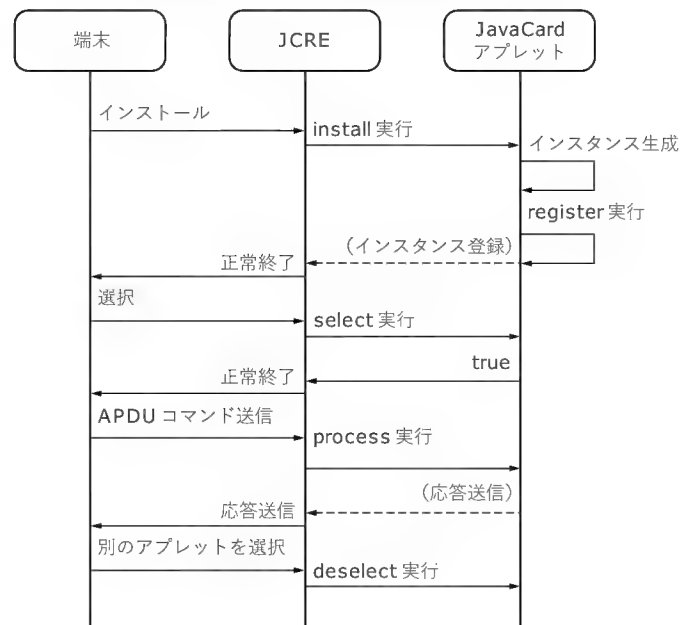 端末
JCRE
JavaCard
アプレット
インストール
install 実行
インスタンス生成
register 実行
(インスタンス登録)
正常終了
選択
select 実行
true
正常終了
APDU コマンド送信
process 実行
(応答送信)
応答送信
別のアプレットを選択
deselect 実行